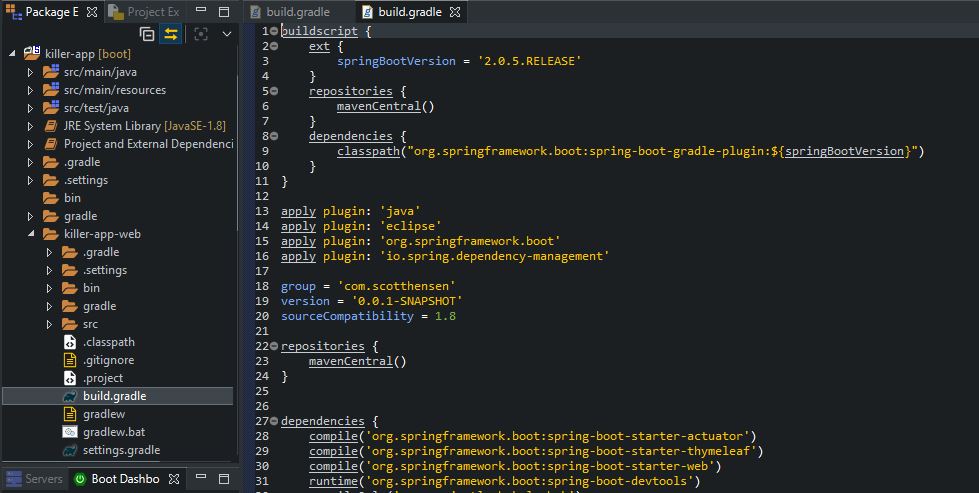 Package E
Project Ex
killer-app [boot]
src/main/java
src/main/resources
src/test/java
JRE System Library [JavaSE-1.8]
Project and External Dependenci
.gradle
.settings
bin
gradle
killer-app-web
.gradle
.settings
bin
gradle
src
.classpath
.gitignore
.project
build.gradle
gradlew
gradlew.bat
settings.gradle
Servers
Boot Dashbo
build.gradle
build.gradle
1 buildscript {
2 ext {
3 springBootVersion = '2.0.5.RELEASE'
4 }
5 repositories {
6 mavenCentral()
7 }
8 dependencies {
9 classpath("org.springframework.boot:spring-boot-gradle-plugin:${springBootVersion}")
10 }
11 }
12
13 apply plugin: 'java'
14 apply plugin: 'eclipse'
15 apply plugin: 'org.springframework.boot'
16 apply plugin: 'io.spring.dependency-management'
17
18 group = 'com.scotthensen'
19 version = '0.0.1-SNAPSHOT'
20 sourceCompatibility = 1.8
21
22 repositories {
23 mavenCentral()
24 }
25
26
27 dependencies {
28 compile('org.springframework.boot:spring-boot-starter-actuator')
29 compile('org.springframework.boot:spring-boot-starter-thymeleaf')
30 compile('org.springframework.boot:spring-boot-starter-web')
31 runtime('org.springframework.boot:spring-boot-devtools')